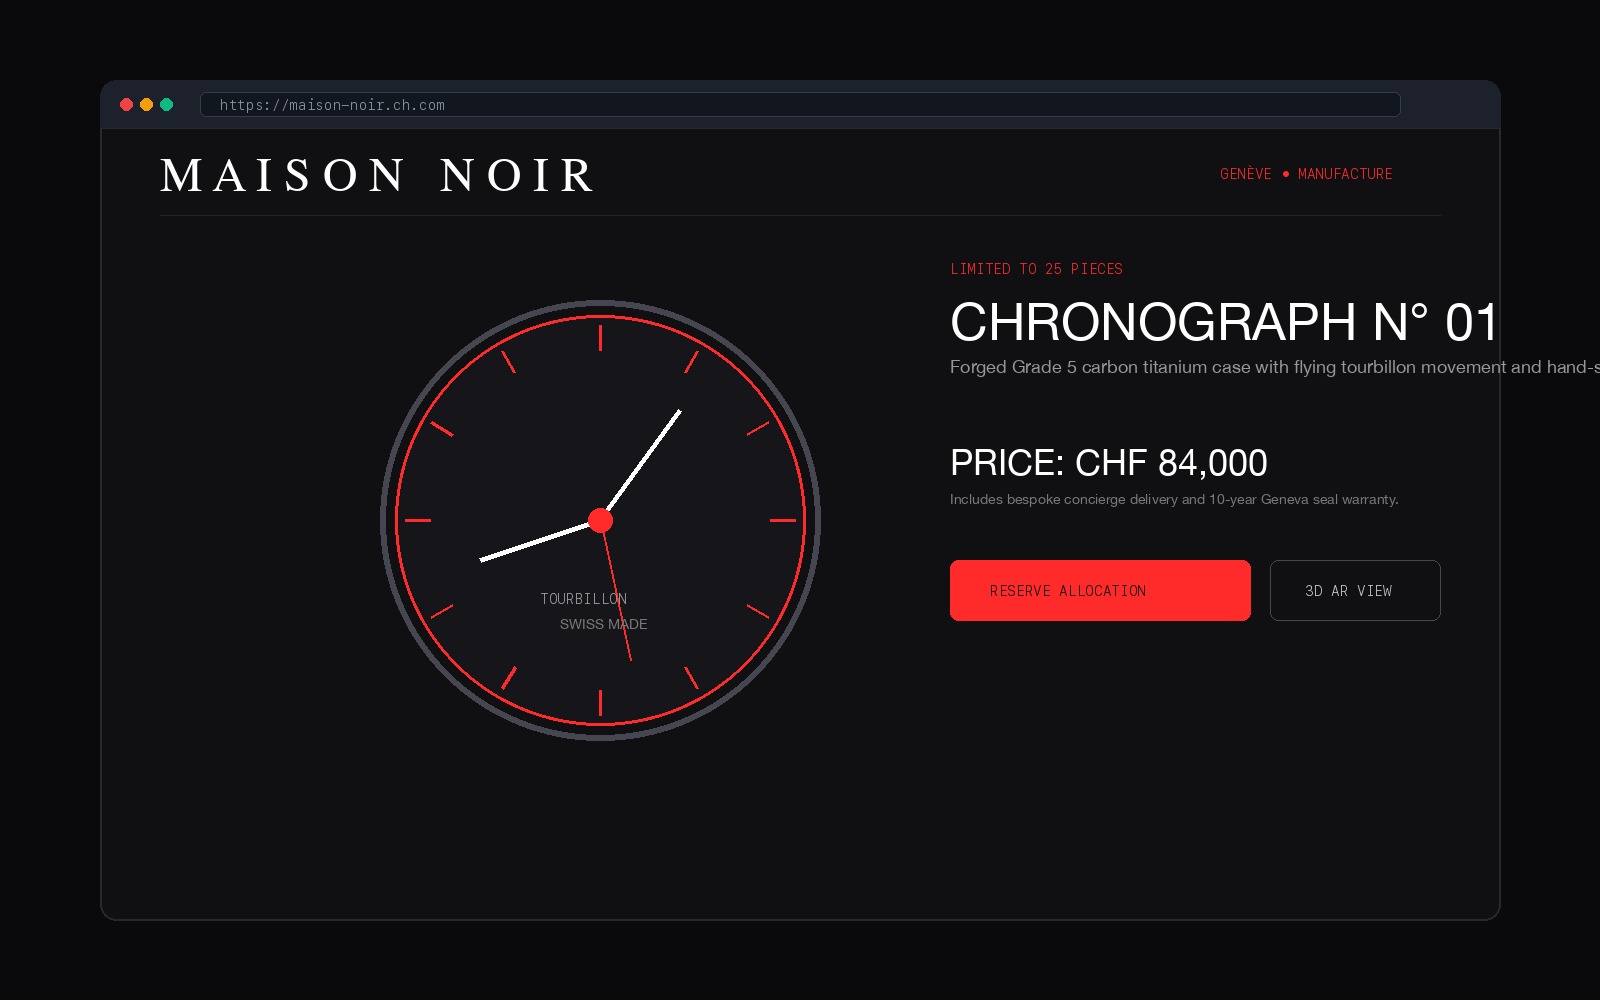 https://maison-noir.ch.com
MAISON NOIR
GENÈVE • MANUFACTURE
LIMITED TO 25 PIECES
CHRONOGRAPH N° 01
Forged Grade 5 carbon titanium case with flying tourbillon movement and
PRICE: CHF 84,000
Includes bespoke concierge delivery and 10-year Geneva seal warranty.
RESERVE ALLOCATION
3D AR VIEW
TOURBILLON
SWISS MADE